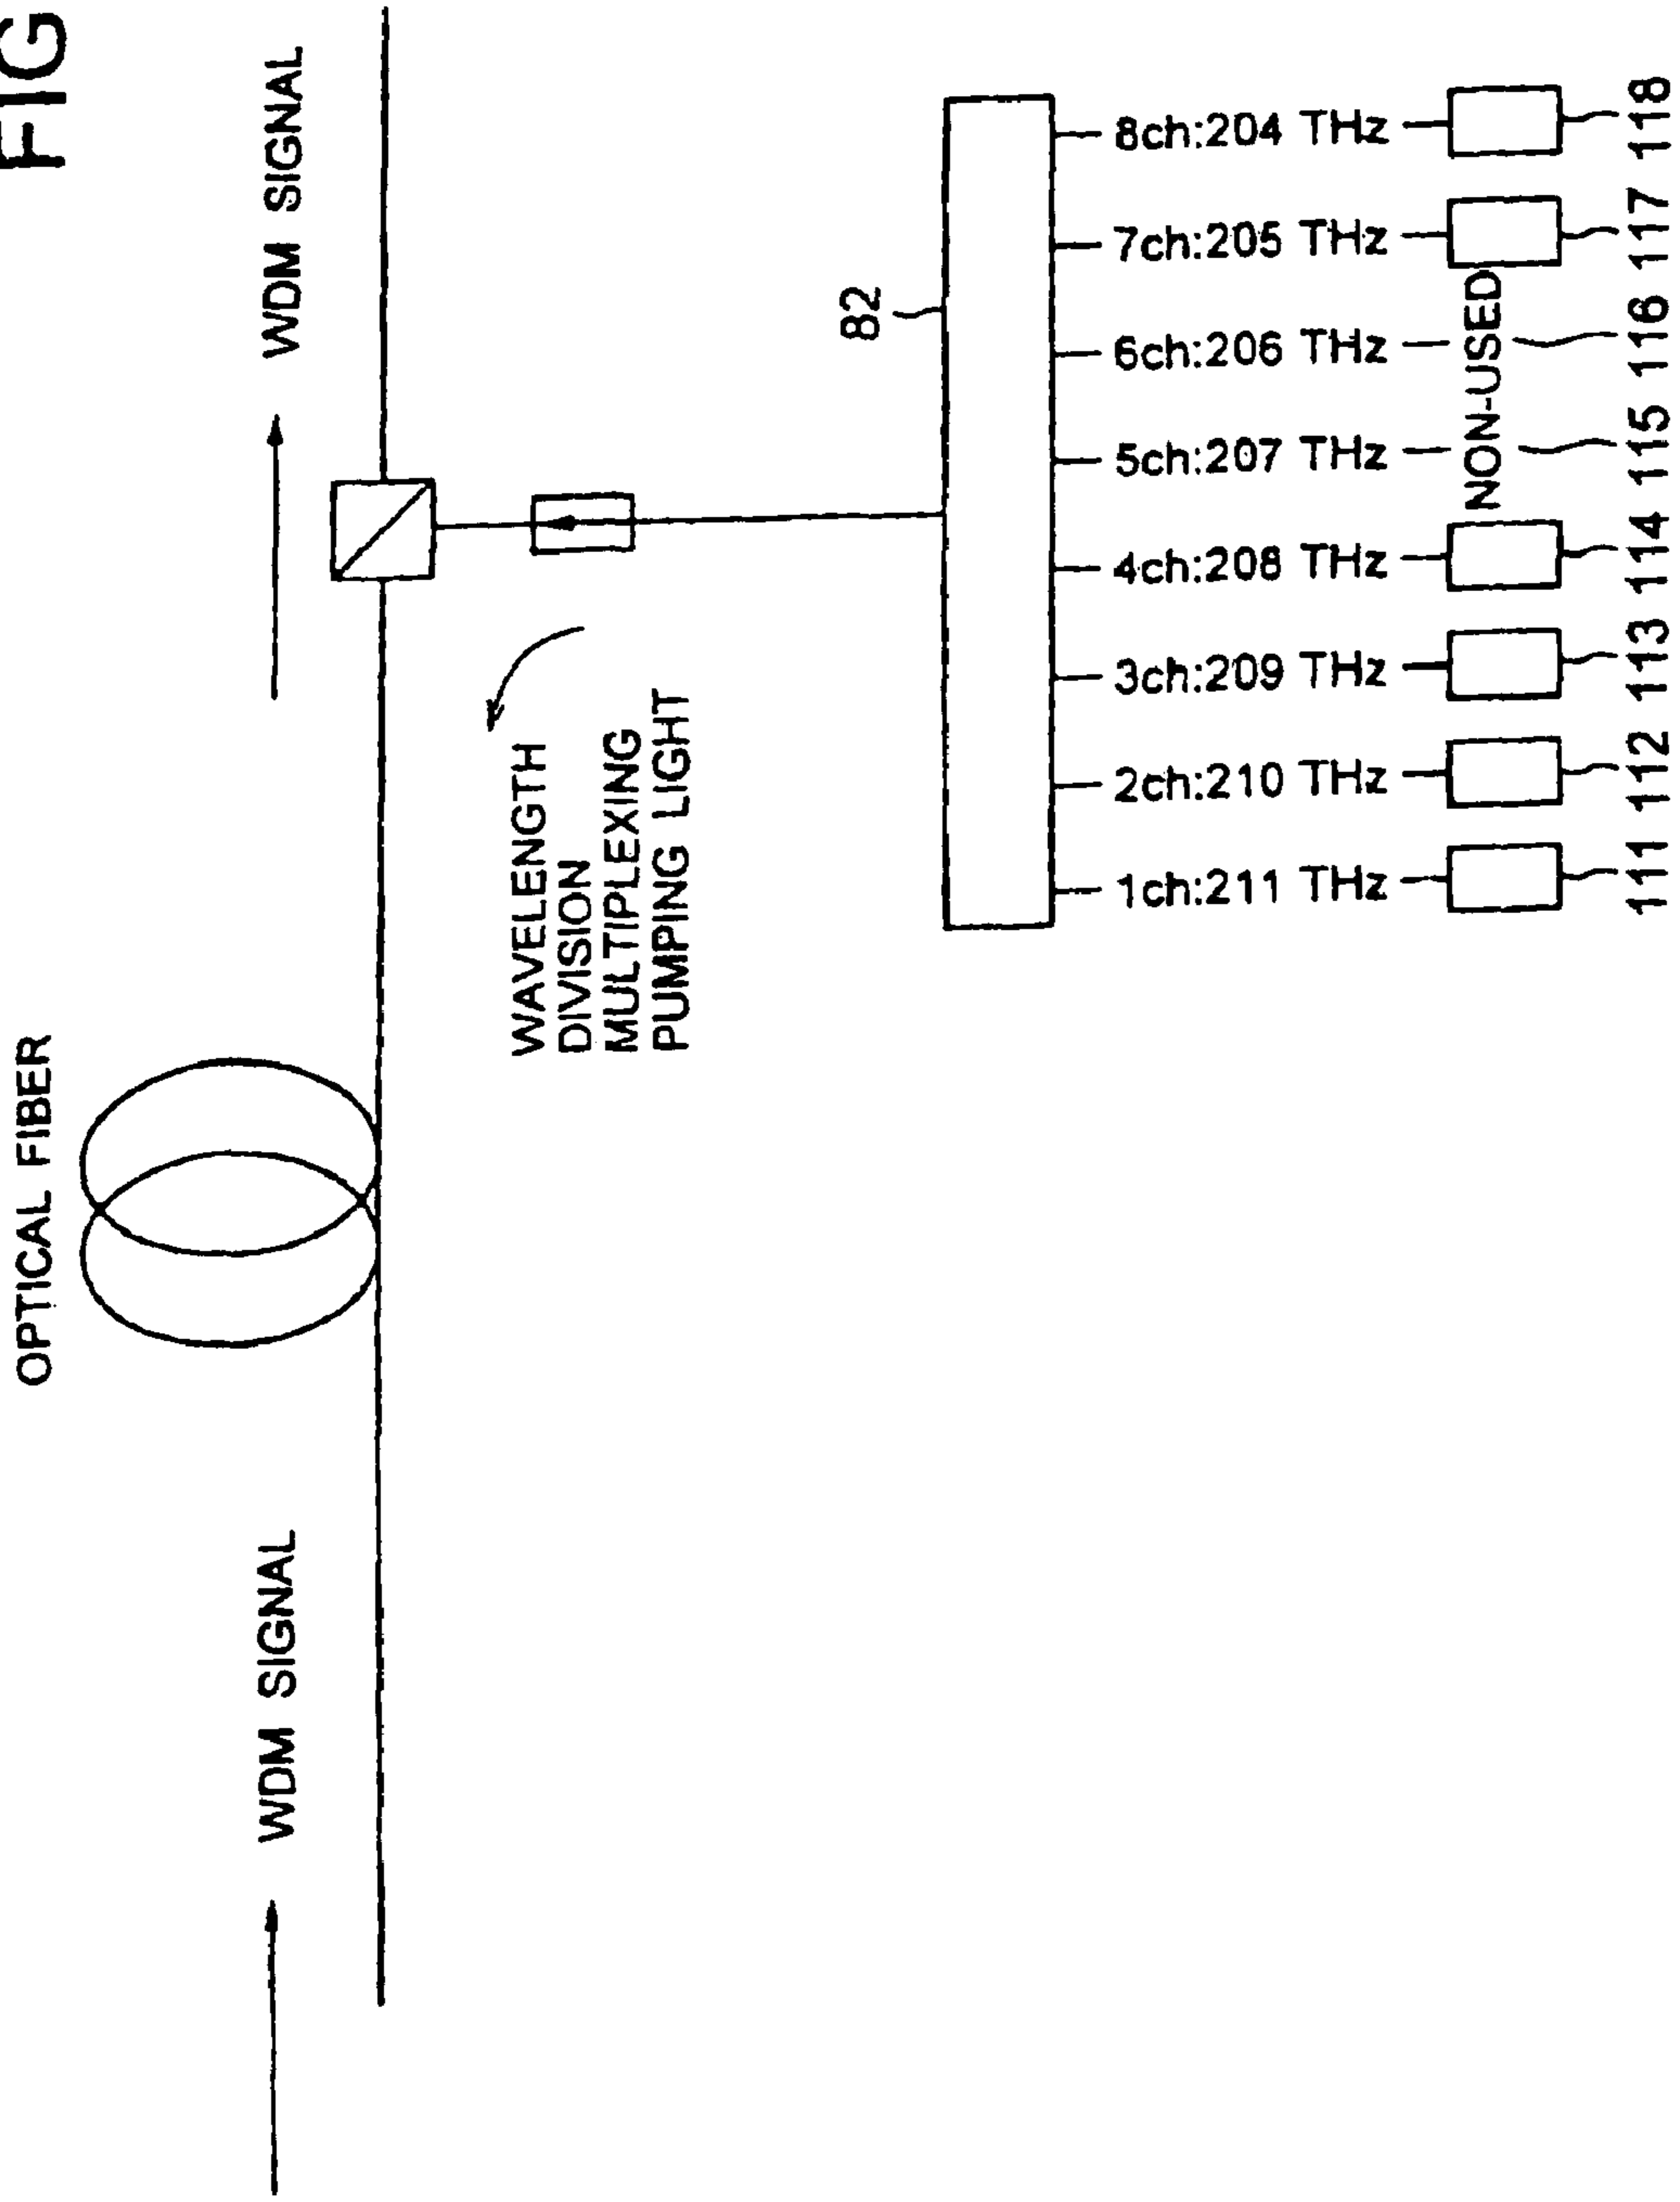 FIG
OPTICAL FIBER
WDM SIGNAL
WDM SIGNAL
WAVELENGTH
DIVISION
MULTIPLEXING
PUMPING LIGHT
82
1ch:211 THz
2ch:210 THz
3ch:209 THz
4ch:208 THz
5ch:207 THz
6ch:206 THz
7ch:205 THz
8ch:204 THz
NON-USED
111 112 113 114 115 116 117 118